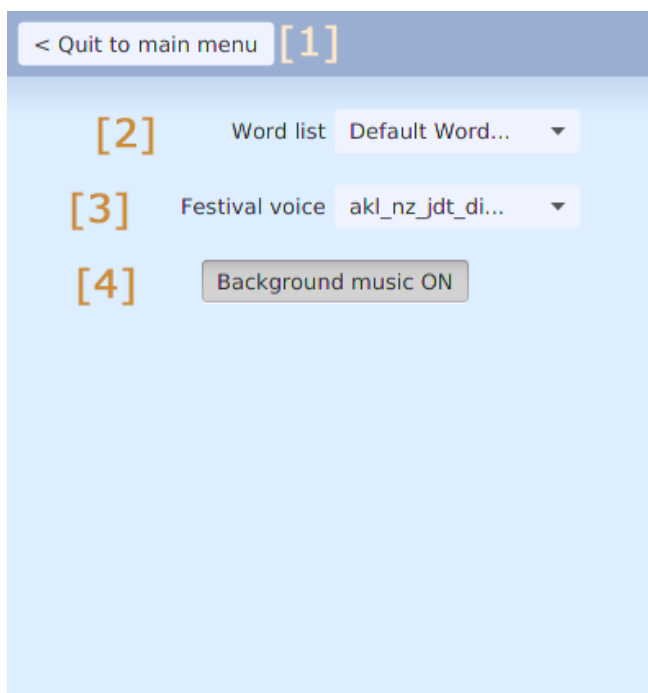 < Quit to main menu [1]
[2] Word list Default Word...
[3] Festival voice akl_nz_jdt_di...
[4] Background music ON